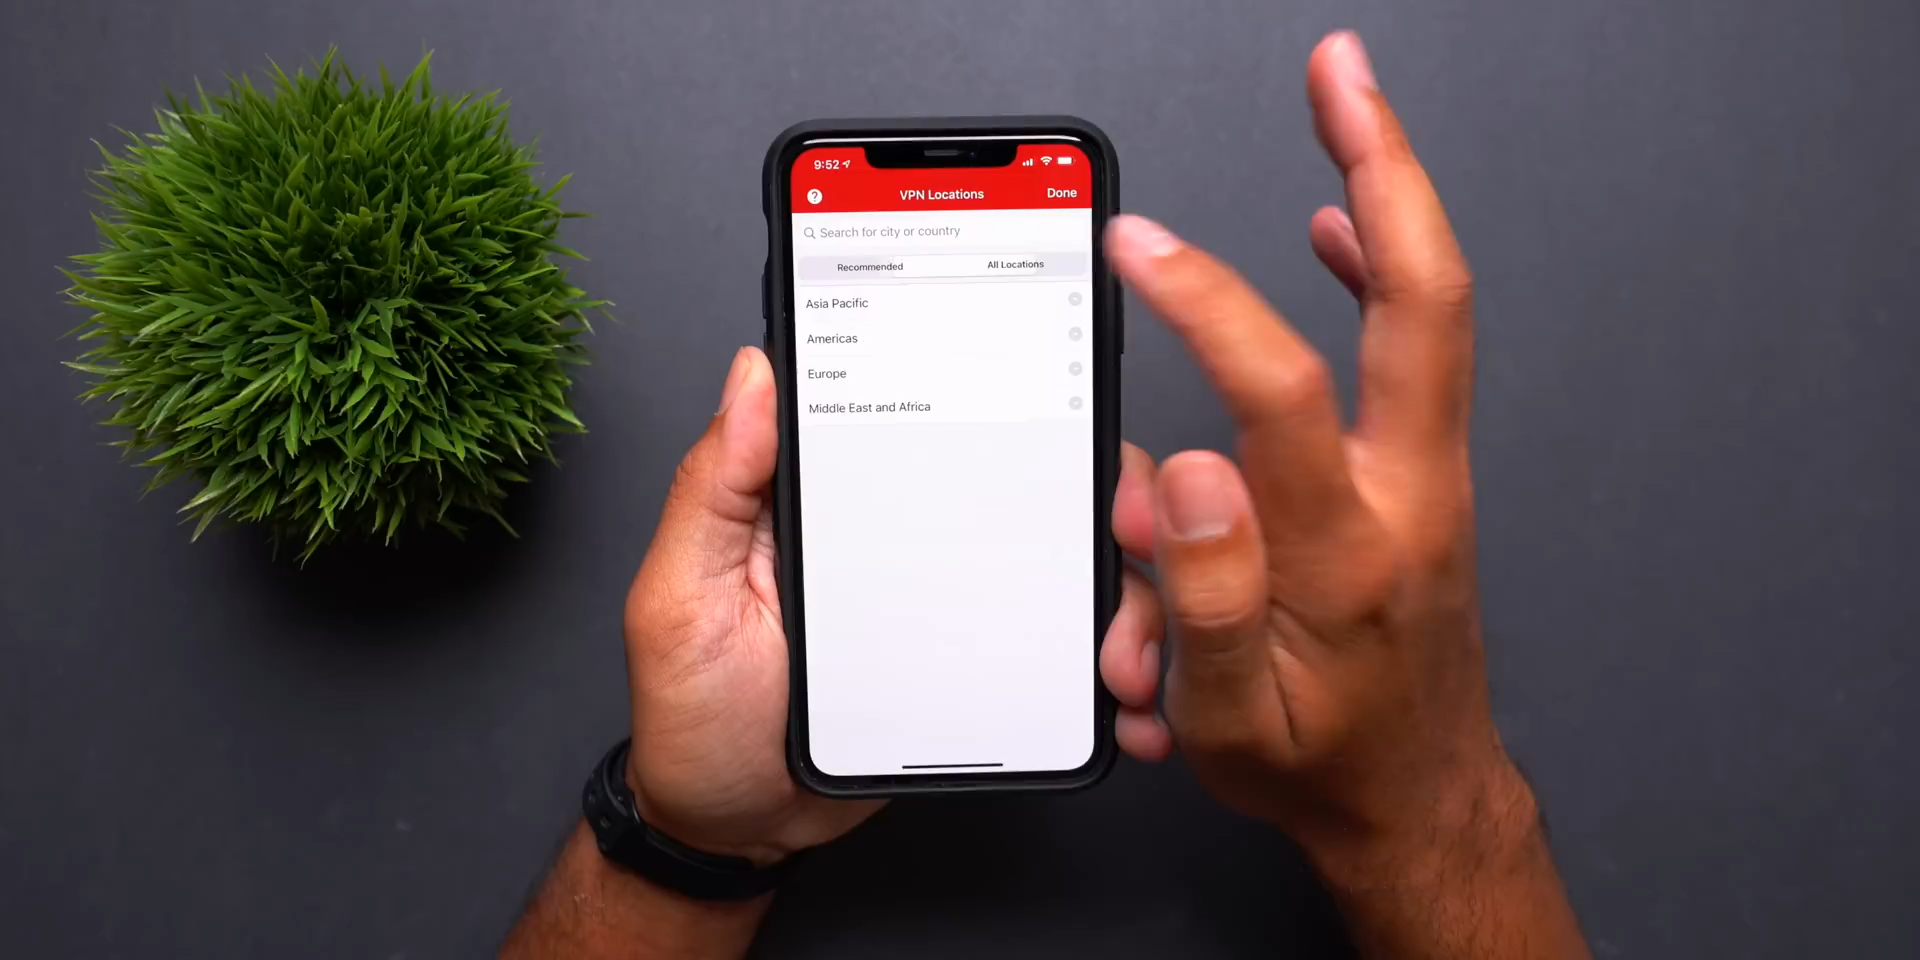 9:52
VPN Locations
Done
Search for city or country
Recommended
All Locations
Asia Pacific
Americas
Europe
Middle East and Africa